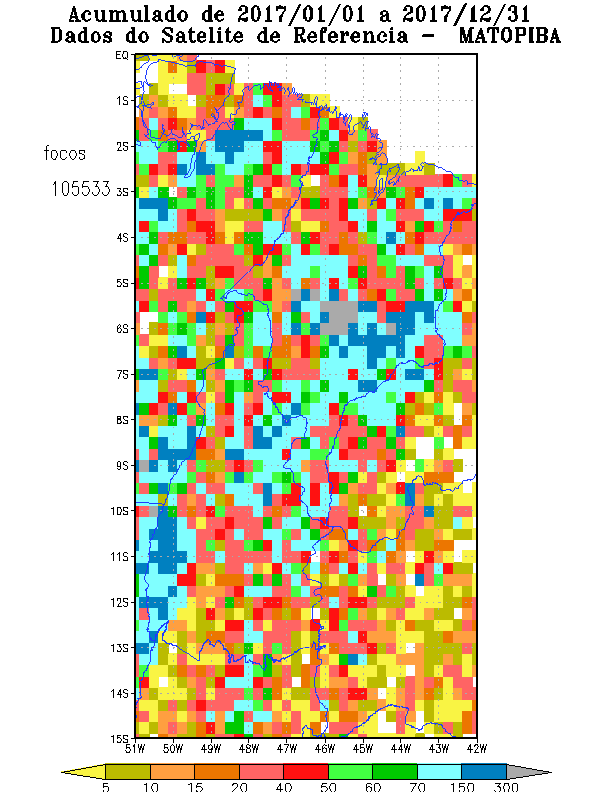 Acumulado de 2017/01/01 a 2017/12/31
Dados do Satelite de Referencia - MATOPIBA
EQ
1S
2S
focos
105533
3S
4S
5S
6S
7S
8S
9S
10S
11S
12S
13S
14S
15S
51W 50W 49W 48W 47W 46W 45W 44W 43W 42W
5 10 15 20 40 50 60 70 150 300